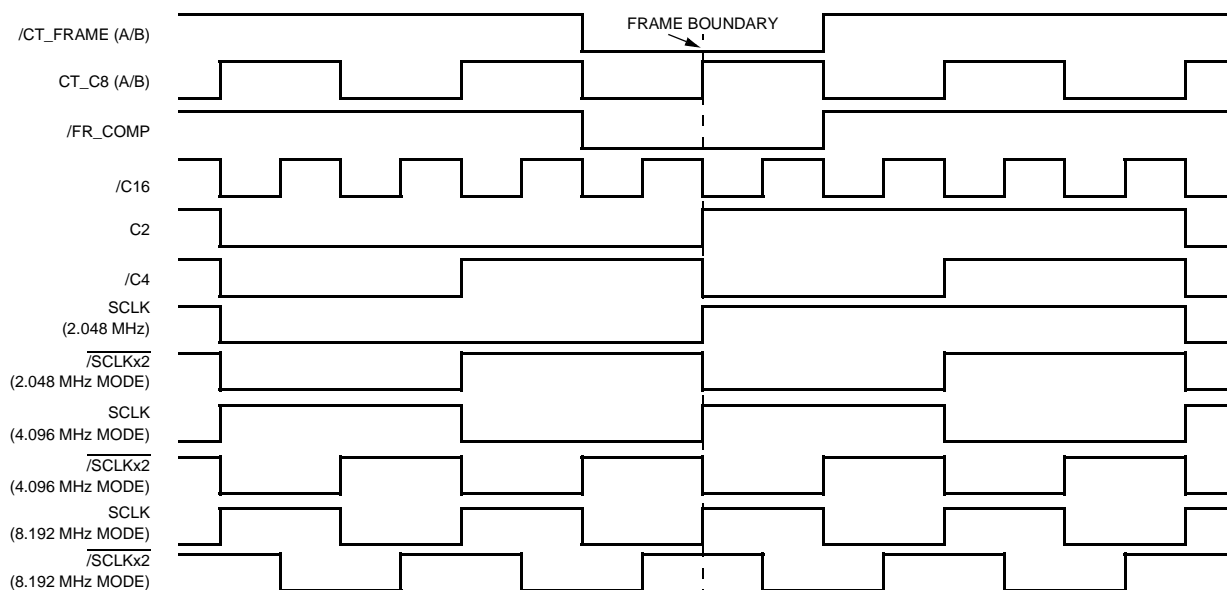 FRAME BOUNDARY
/CT_FRAME (A/B)
CT_C8 (A/B)
/FR_COMP
/C16
C2
/C4
SCLK
(2.048 MHz)
/SCLKx2
(2.048 MHz MODE)
SCLK
(4.096 MHz MODE)
/SCLKx2
(4.096 MHz MODE)
SCLK
(8.192 MHz MODE)
/SCLKx2
(8.192 MHz MODE)